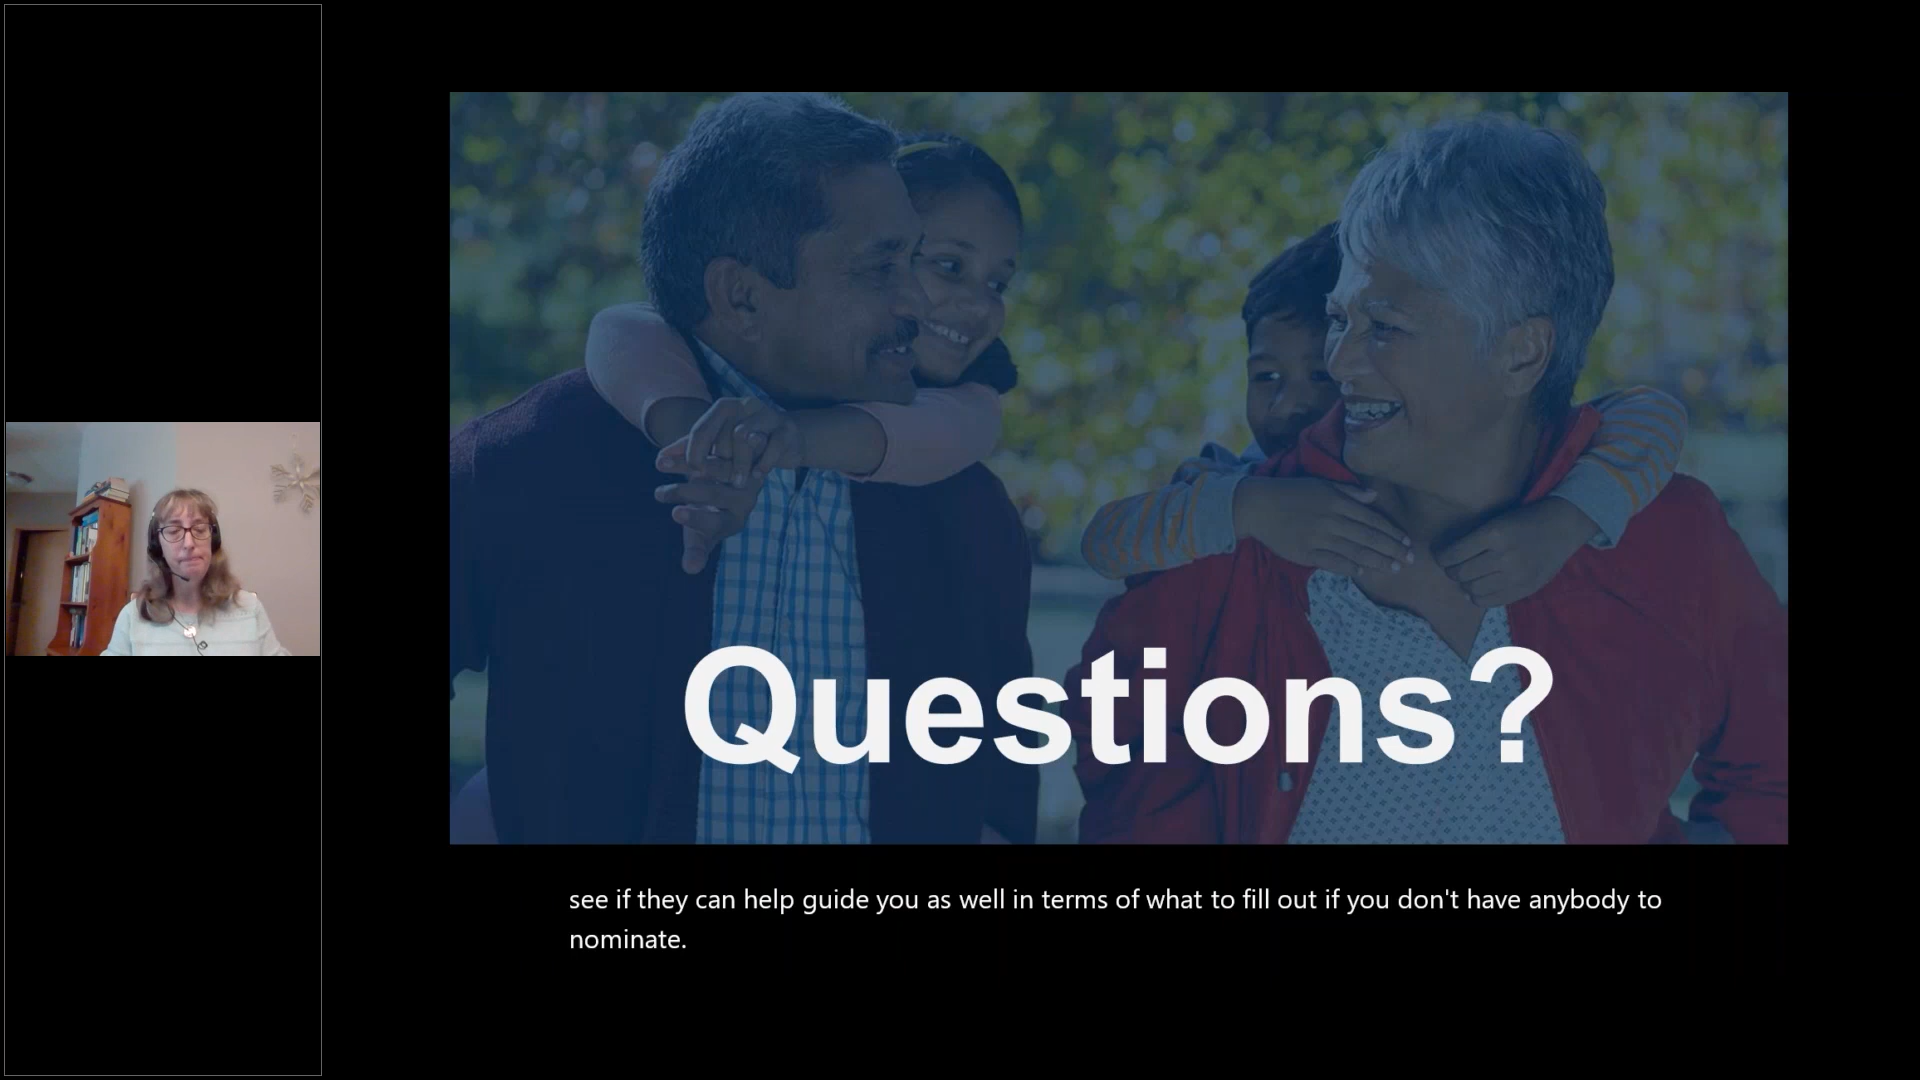 Questions?
see if they can help guide you as well in terms of what to fill out if you don't have anybody to
nominate.